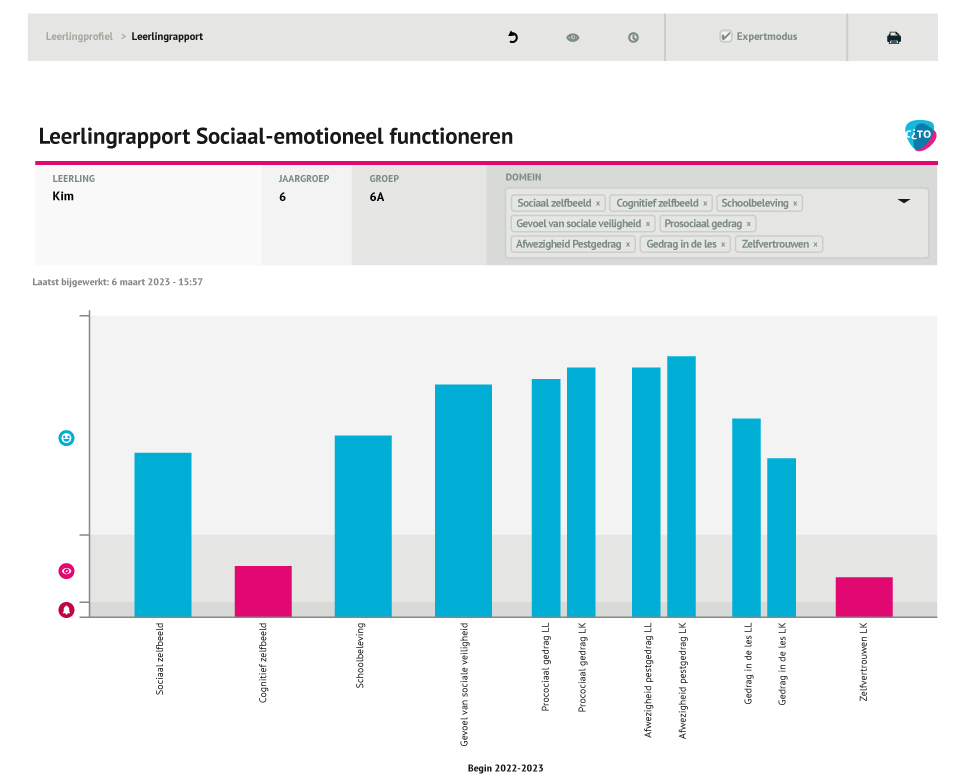 Leerlingprofiel > Leerlingrapport
Expertmodus
Leerlingrapport Sociaal-emotioneel functioneren
CiTO
LEERLING
Kim
JAARGROEP
6
GROEP
6A
DOMEIN
Sociaal zelfbeeld x Cognitief zelfbeeld x Schoolbeleving x
Gevoel van sociale veiligheid x Prosociaal gedrag x
Afwezigheid Pestgedrag x Gedrag in de les x Zelfvertrouwen x
Laatst bijgewerkt: 6 maart 2023 - 15:57
Sociaal zelfbeeld
Cognitief zelfbeeld
Schoolbeleving
Gevoel van sociale veiligheid
Procociaal gedrag LL
Procociaal gedrag LK
Afwezigheid pestgedrag LL
Afwezigheid pestgedrag LK
Gedrag in de les LL
Gedrag in de les LK
Zelfvertrouwen LK
Begin 2022-2023